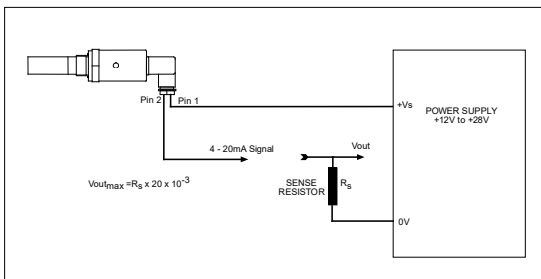 Pin 2 Pin 1
+Vs
POWER SUPPLY
+12V to +28V
4 - 20mA Signal
Vout
Voutmax =Rs x 20 x 10-3
SENSE
RESISTOR
Rs
0V